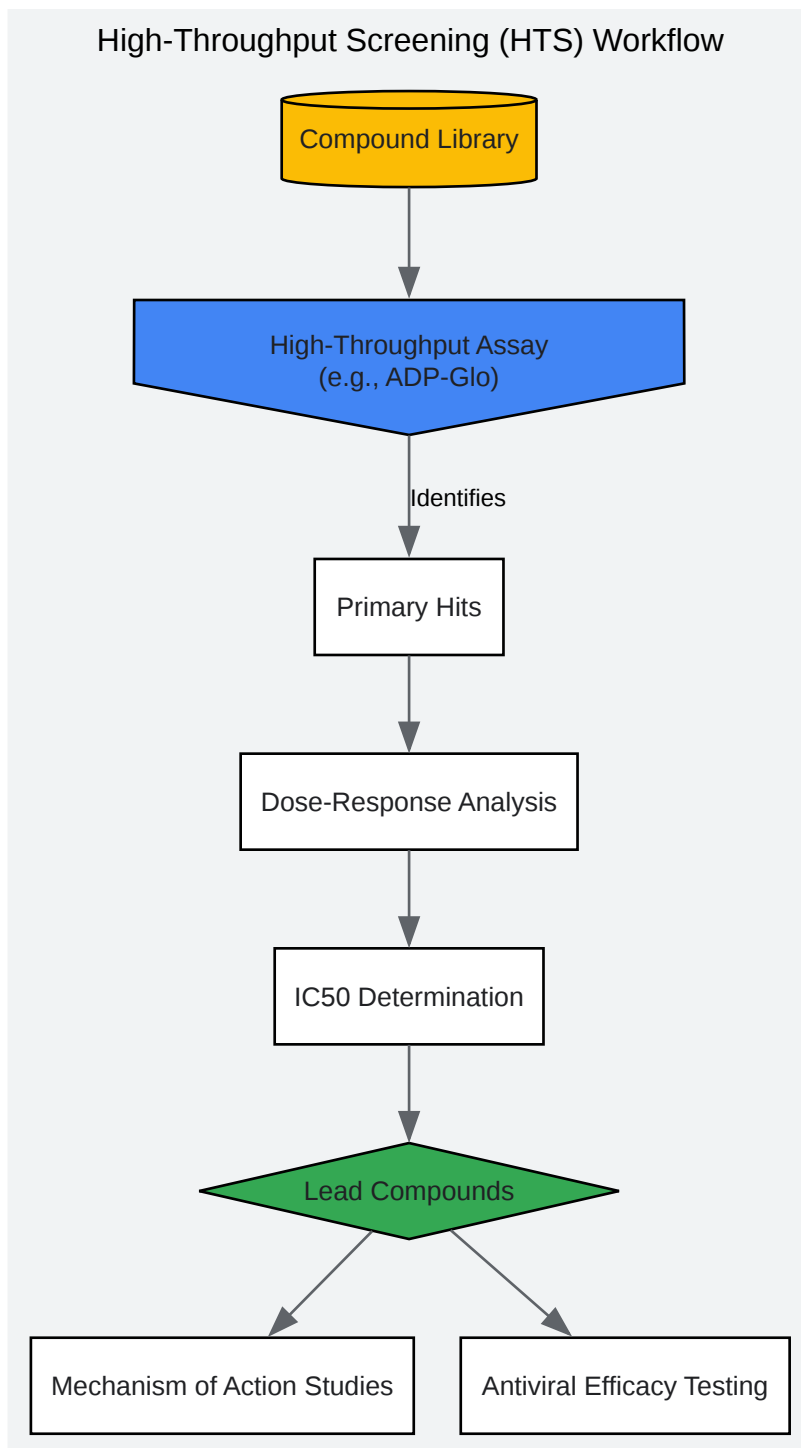 High-Throughput Screening (HTS) Workflow
Compound Library
High-Throughput Assay
(e.g., ADP-Glo)
Identifies
Primary Hits
Dose-Response Analysis
IC50 Determination
Lead Compounds
Mechanism of Action Studies
Antiviral Efficacy Testing